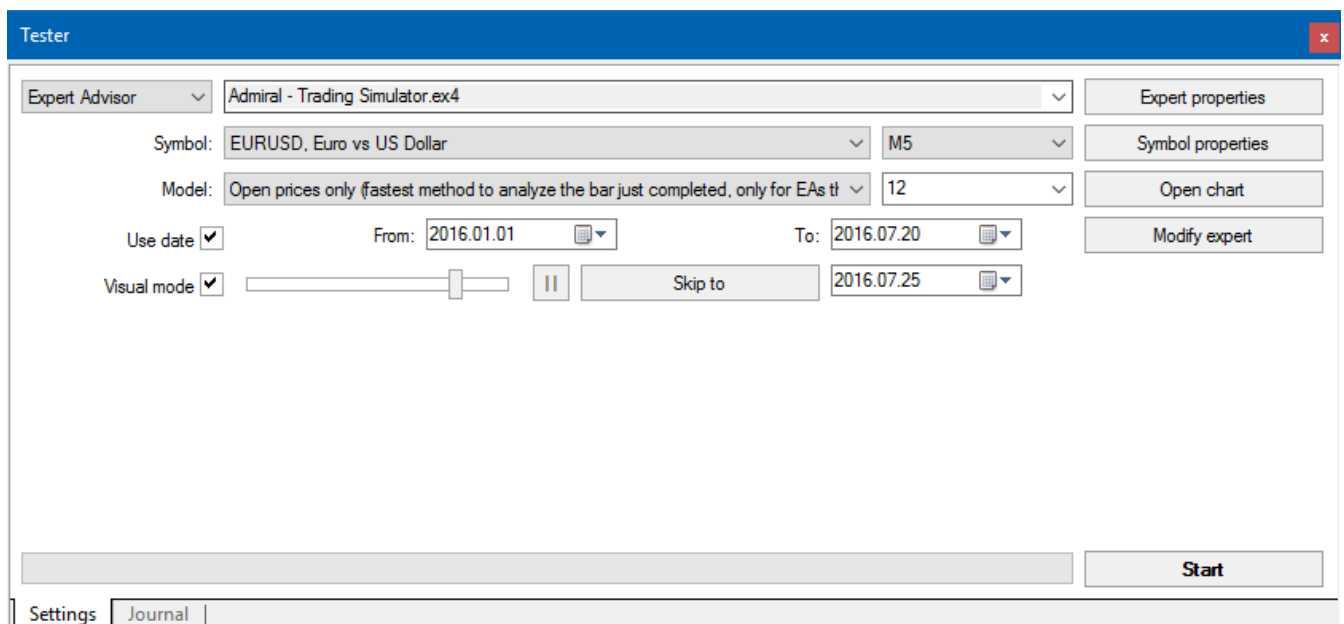 Tester
x
Expert Advisor Admiral - Trading Simulator.ex4 Expert properties
Symbol: EURUSD, Euro vs US Dollar M5 Symbol properties
Model: Open prices only (fastest method to analyze the bar just completed, only for EAs th 12 Open chart
Use date From: 2016.01.01 To: 2016.07.20 Modify expert
Visual mode Skip to 2016.07.25
Start
Settings Journal